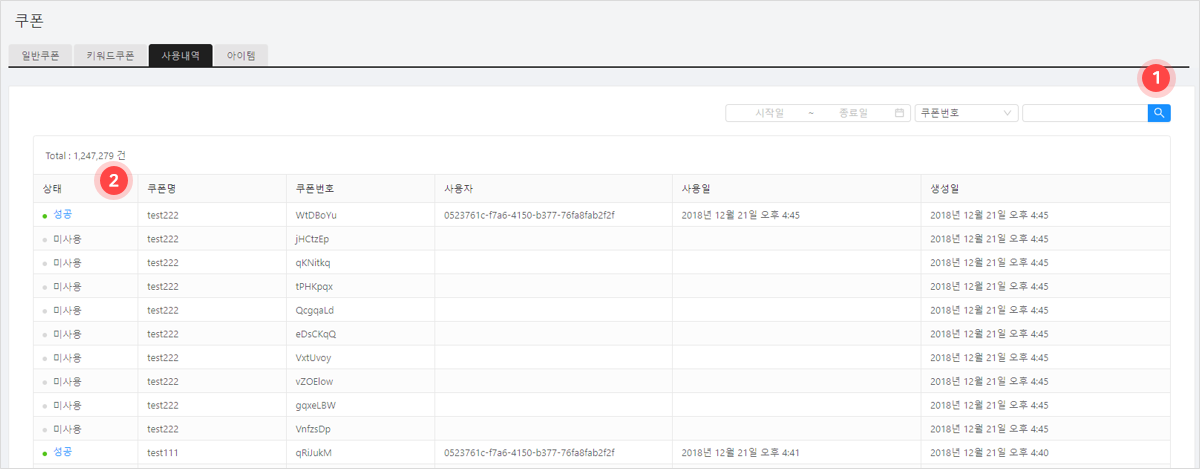 쿠폰
일반쿠폰 키워드쿠폰 사용내역 아이템
1
시작일 ~ 종료일 쿠폰번호
Total : 1,247,279 건
2
상태 쿠폰명 쿠폰번호 사용자 사용일 생성일
성공 test222 WtDBoYu 0523761c-f7a6-4150-b377-76fa8fab2f2f 2018년 12월 21일 오후 4:45 2018년 12월 21일 오후 4:45
미사용 test222 jHCtzEp 2018년 12월 21일 오후 4:45
미사용 test222 qKNitkq 2018년 12월 21일 오후 4:45
미사용 test222 tPHKpqx 2018년 12월 21일 오후 4:45
미사용 test222 QcgqaLd 2018년 12월 21일 오후 4:45
미사용 test222 eDsCKqQ 2018년 12월 21일 오후 4:45
미사용 test222 VxtUvoy 2018년 12월 21일 오후 4:45
미사용 test222 vZOElow 2018년 12월 21일 오후 4:45
미사용 test222 gqxeLBW 2018년 12월 21일 오후 4:45
미사용 test222 VnfzsDp 2018년 12월 21일 오후 4:45
성공 test111 qRiJukM 0523761c-f7a6-4150-b377-76fa8fab2f2f 2018년 12월 21일 오후 4:41 2018년 12월 21일 오후 4:40